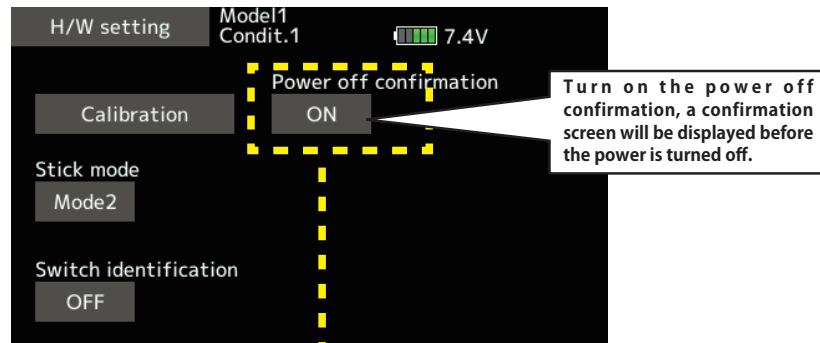 H/W setting
Model1
Condit.1
7.4V
Power off confirmation
Calibration
ON
Turn on the power off
confirmation, a confirmation
screen will be displayed before
the power is turned off.
Stick mode
Mode2
Switch identification
OFF